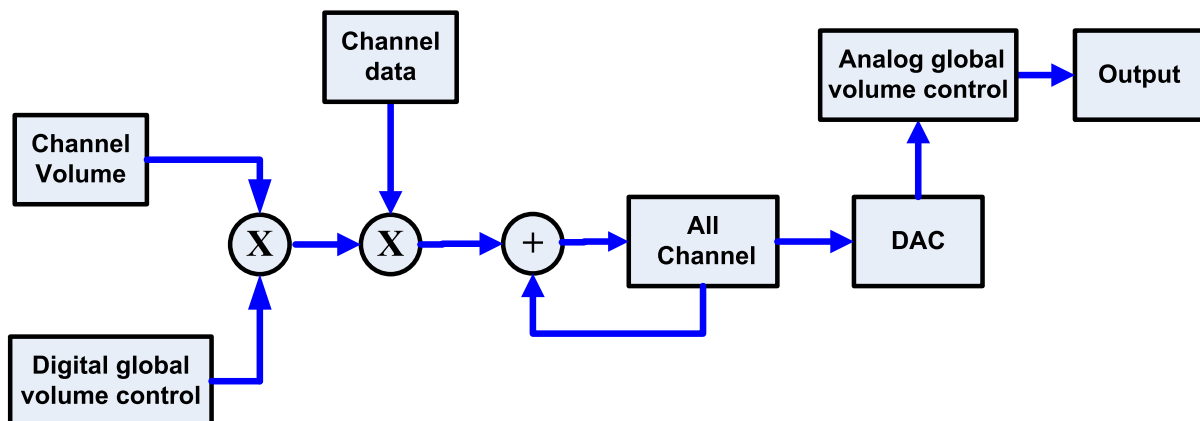 Channel
data
Analog global
volume control
Output
Channel
Volume
X
X
+
All
Channel
DAC
Digital global
volume control